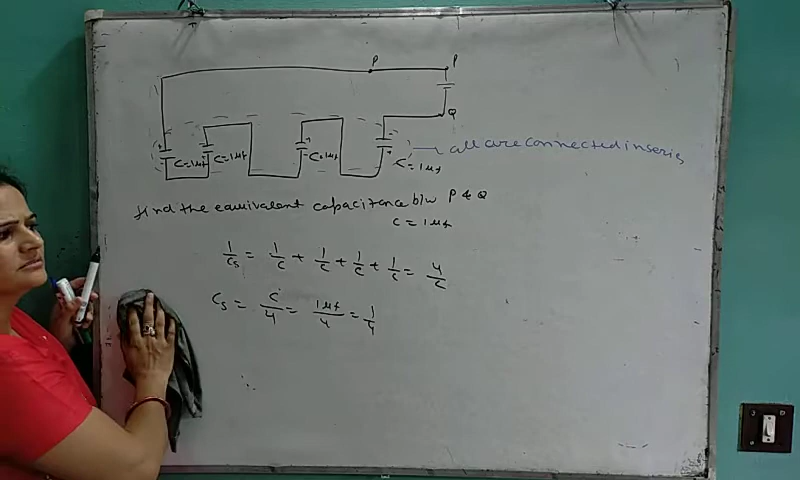 P P
Q
C=1μf C=1μf C=1μf C=1μf all are connected in series
find the equivalent capacitance b/w P & Q
C = 1μf
1/Cs = 1/C + 1/C + 1/C + 1/C = 4/C
Cs = C/4 = 1μf/4 = 1/4